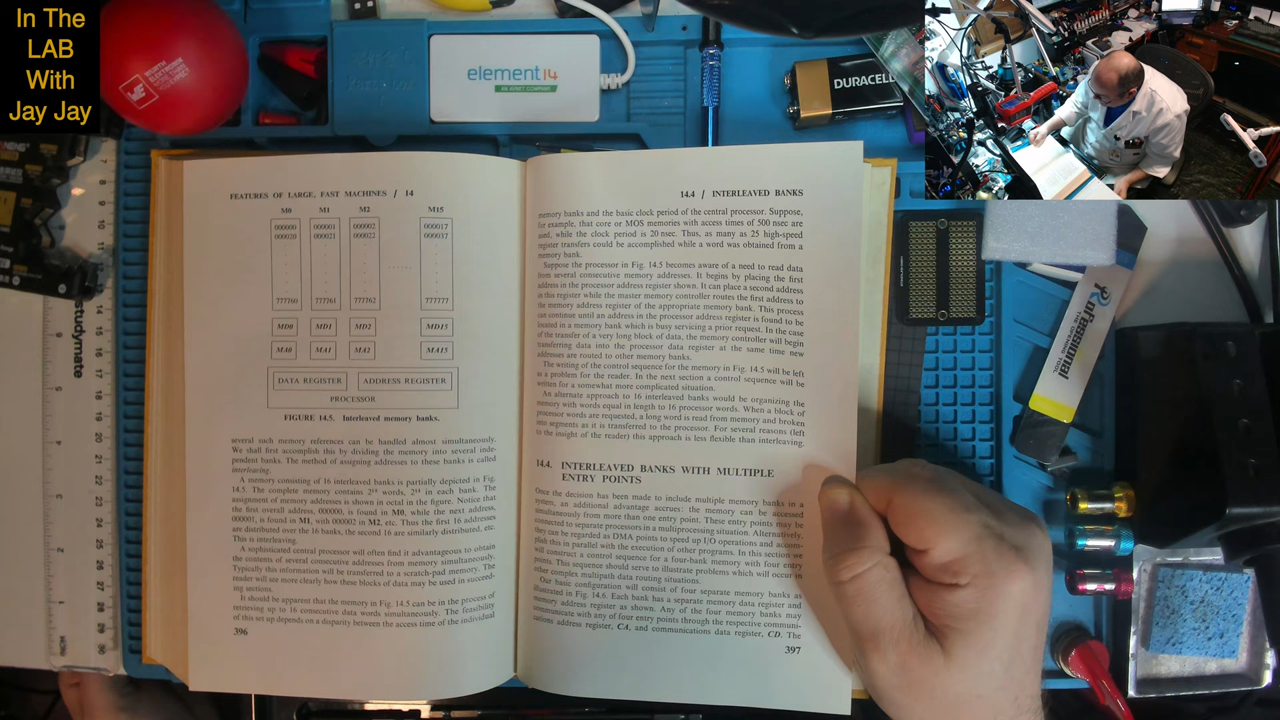 In The
LAB
With
Jay Jay
WÜRTH
ELEKTRONIK
element14
AN AVNET COMPANY
DURACELL
studymate
FEATURES OF LARGE, FAST MACHINES / 14
M0 M1 M2 M15
000000 000001 000002 000017
000020 000021 000022 000037
777760 777761 777762 777777
MD0 MD1 MD2 MD15
MA0 MA1 MA2 MA15
DATA REGISTER ADDRESS REGISTER
PROCESSOR
FIGURE 14.5. Interleaved memory banks.
several such memory references can be handled almost simultaneously.
We shall first accomplish this by dividing the memory into several inde-
pendent banks. The method of assigning addresses to these banks is called
interleaving.
A memory consisting of 16 interleaved banks is partially depicted in Fig.
14.5. The complete memory contains 2¹⁸ words, 2¹⁴ in each bank. The
assignment of memory addresses is shown in octal in the figure. Notice that
the first overall address, 000000, is found in M0, while the next address,
000001, is found in M1, with 000002 in M2, etc. Thus the first 16 addresses
are distributed over the 16 banks, the second 16 are similarly distributed, etc.
This is interleaving.
A sophisticated central processor will often find it advantageous to obtain
the contents of several consecutive addresses from memory simultaneously.
Typically this information will be transferred to a scratch-pad memory. The
reader will see more clearly how these blocks of data may be used in succeed-
ing sections.
It should be apparent that the memory in Fig. 14.5 can be in the process of
retrieving up to 16 consecutive data words simultaneously. The feasibility
of this set up depends on a disparity between the access time of the individual
396
14.4 / INTERLEAVED BANKS
memory banks and the basic clock period of the central processor. Suppose,
for example, that core or MOS memories with access times of 500 nsec are
used, while the clock period is 20 nsec. Thus, as many as 25 high-speed
register transfers could be accomplished while a word was obtained from a
memory bank.
Suppose the processor in Fig. 14.5 becomes aware of a need to read data
from several consecutive memory addresses. It begins by placing the first
address in the processor address register shown. It can place a second address
in this register while the master memory controller routes the first address to
the memory address register of the appropriate memory bank. This process
can continue until an address in the processor address register is found to be
located in a memory bank which is busy servicing a prior request. In the case
of the transfer of a very long block of data, the memory controller will begin
transferring data into the processor data register at the same time new
addresses are routed to other memory banks.
The writing of the control sequence for the memory in Fig. 14.5 will be left
as a problem for the reader. In the next section a control sequence will be
written for a somewhat more complicated situation.
An alternate approach to 16 interleaved banks would be organizing the
memory with words equal in length to 16 processor words. When a block of
processor words are requested, a long word is read from memory and broken
into segments as it is transferred to the processor. For several reasons (left
to the insight of the reader) this approach is less flexible than interleaving.
14.4. INTERLEAVED BANKS WITH MULTIPLE
ENTRY POINTS
Once the decision has been made to include multiple memory banks in a
system, an additional advantage accrues: the memory can be accessed
simultaneously from more than one entry point. These entry points may be
connected to separate processors in a multiprocessing situation. Alternatively,
they can be regarded as DMA points to speed up I/O operations and accom-
plish this in parallel with the execution of other programs. In this section we
will construct a control sequence for a four-bank memory with four entry
points. This sequence should serve to illustrate problems which will occur in
other complex multipath data routing situations.
Our basic configuration will consist of four separate memory banks as
illustrated in Fig. 14.6. Each bank has a separate memory data register and
memory address register as shown. Any of the four memory banks may
communicate with any of four entry points through the respective communi-
cations address register, CA, and communications data register, CD. The
397